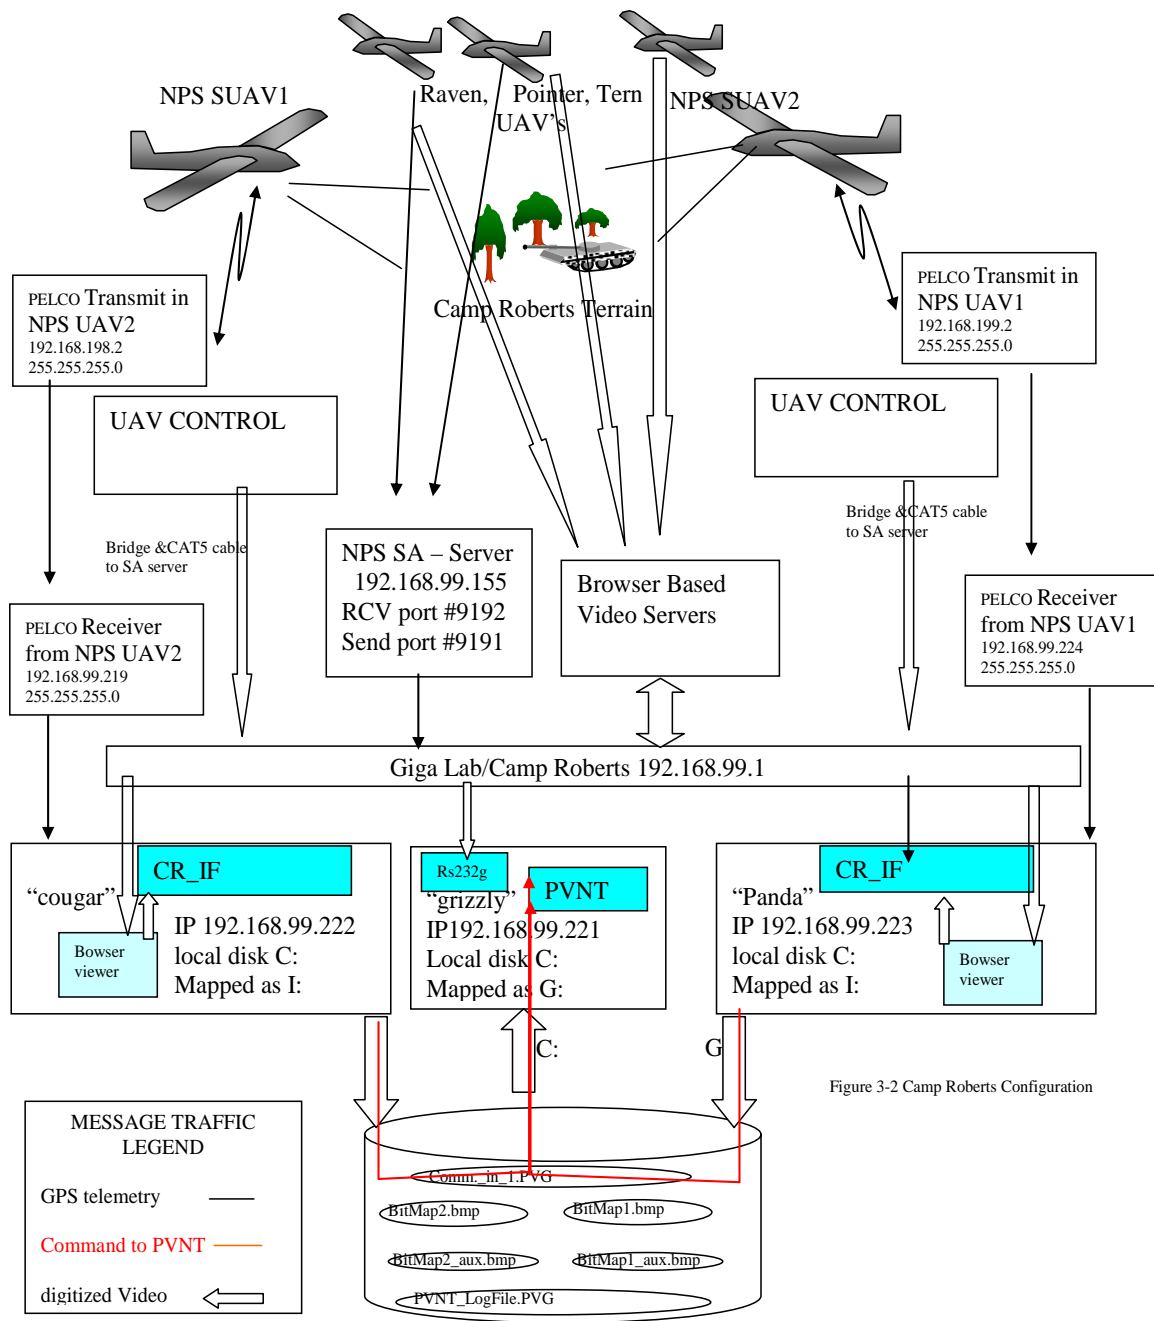 NPS SUAV1
Raven,   Pointer, Tern
UAV's
NPS SUAV2
Camp Roberts Terrain
PELCO Transmit in
NPS UAV2
192.168.198.2
255.255.255.0
PELCO Transmit in
NPS UAV1
192.168.199.2
255.255.255.0
UAV CONTROL
UAV CONTROL
Bridge &CAT5 cable
to SA server
Bridge &CAT5 cable
to SA server
NPS SA – Server
192.168.99.155
RCV port #9192
Send port #9191
Browser Based
Video Servers
PELCO Receiver
from NPS UAV2
192.168.99.219
255.255.255.0
PELCO Receiver
from NPS UAV1
192.168.99.224
255.255.255.0
Giga Lab/Camp Roberts 192.168.99.1
CR_IF
"cougar"
IP 192.168.99.222
local disk C:
Mapped as I:
Bowser
viewer
Rs232g
PVNT
"grizzly"
IP192.168.99.221
Local disk C:
Mapped as G:
CR_IF
"Panda"
IP 192.168.99.223
local disk C:
Mapped as I:
Bowser
viewer
C:
G
Figure 3-2 Camp Roberts Configuration
MESSAGE TRAFFIC
LEGEND
GPS telemetry
Command to PVNT
digitized Video
Comm._in_1.PVG
BitMap2.bmp
BitMap1.bmp
BitMap2_aux.bmp
BitMap1_aux.bmp
PVNT_LogFile.PVG